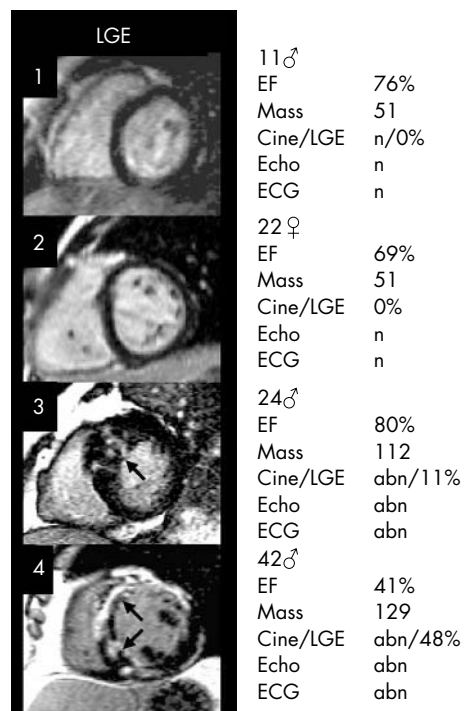 LGE
1
11♂
EF 76%
Mass 51
Cine/LGE n/0%
Echo n
ECG n
2
22♀
EF 69%
Mass 51
Cine/LGE 0%
Echo n
ECG n
3
24♂
EF 80%
Mass 112
Cine/LGE abn/11%
Echo abn
ECG abn
4
42♂
EF 41%
Mass 129
Cine/LGE abn/48%
Echo abn
ECG abn